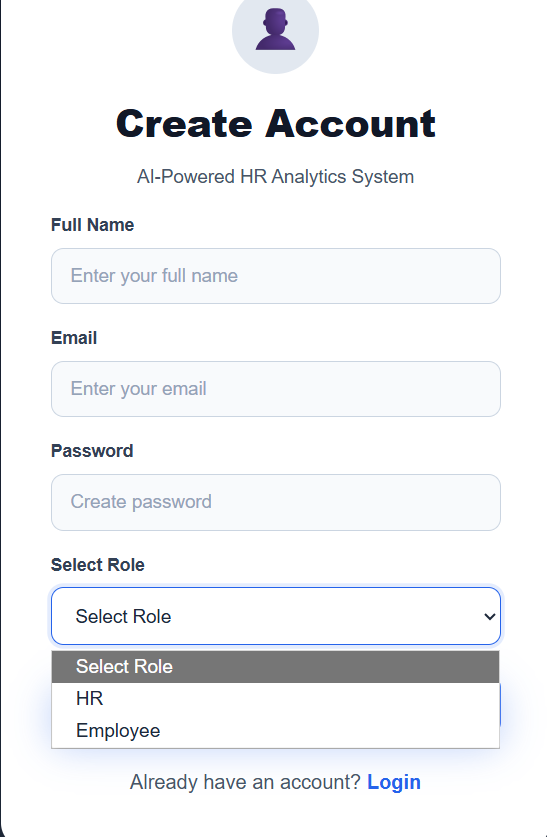 Create Account
AI-Powered HR Analytics System
Full Name
Enter your full name
Email
Enter your email
Password
Create password
Select Role
Select Role
Select Role
HR
Employee
Already have an account? Login